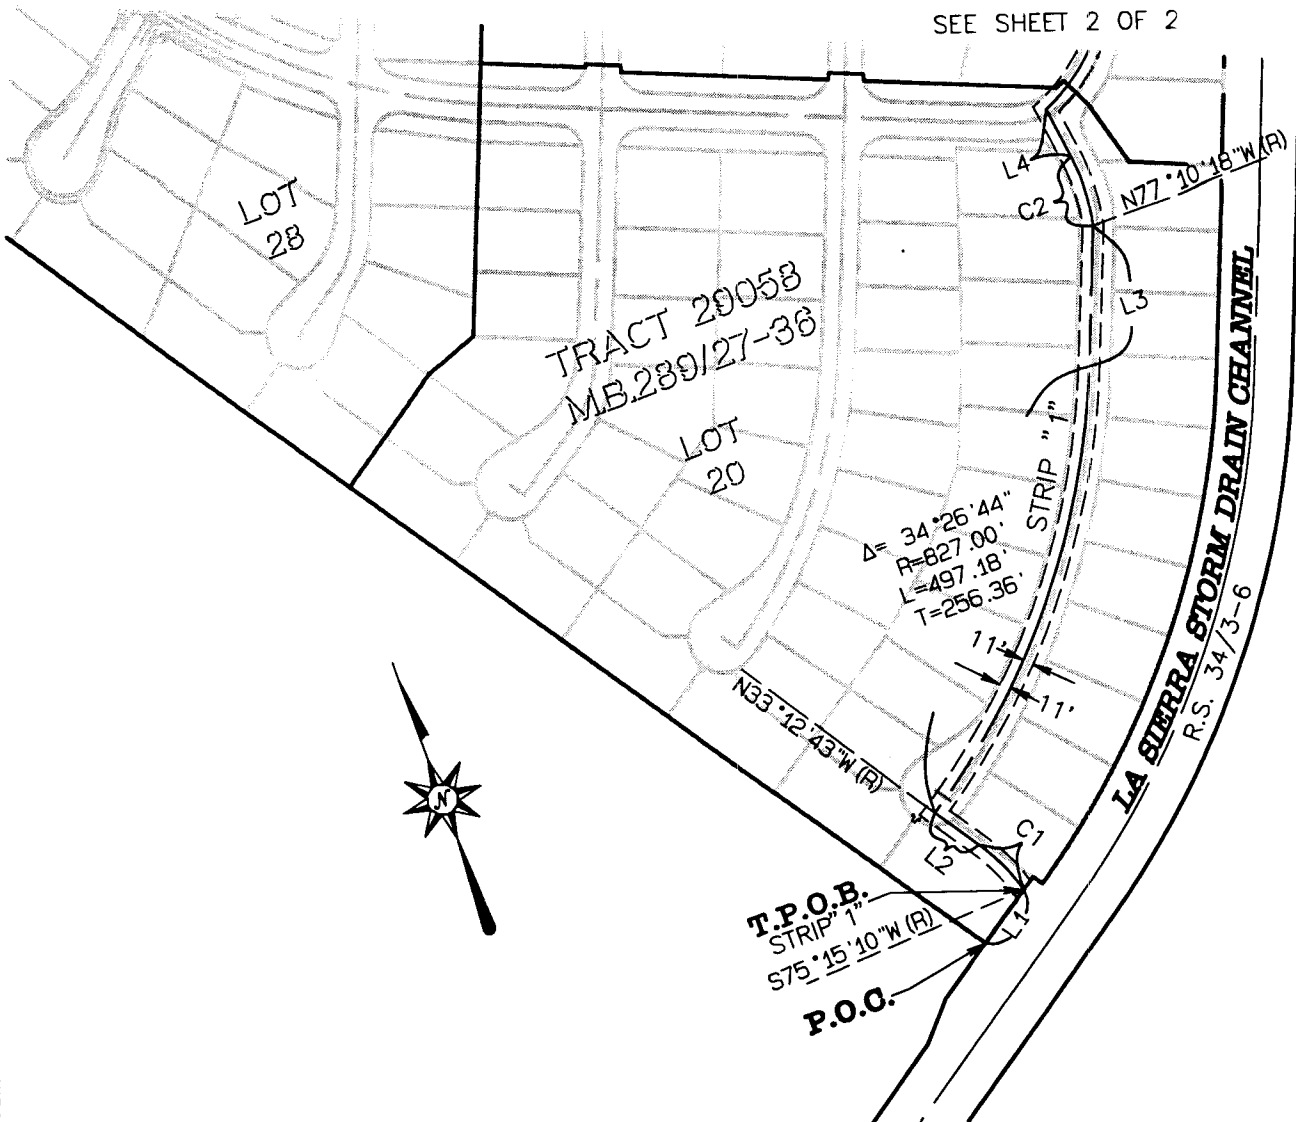 SEE SHEET 2 OF 2
L4
N77°10'18"W (R)
C2
LOT
28
L3
TRACT 29058
M.B.289/27-36
LA SIERRA STORM DRAIN CHANNEL
R.S. 34/3-6
STRIP "1"
LOT
20
Δ= 34°26'44"
R=827.00'
L=497.18'
T=256.36'
11'
11'
N33°12'43"W (R)
N
C1
L2
T.P.O.B.
STRIP" 1"
S75°15'10"W (R)
L1
P.O.C.